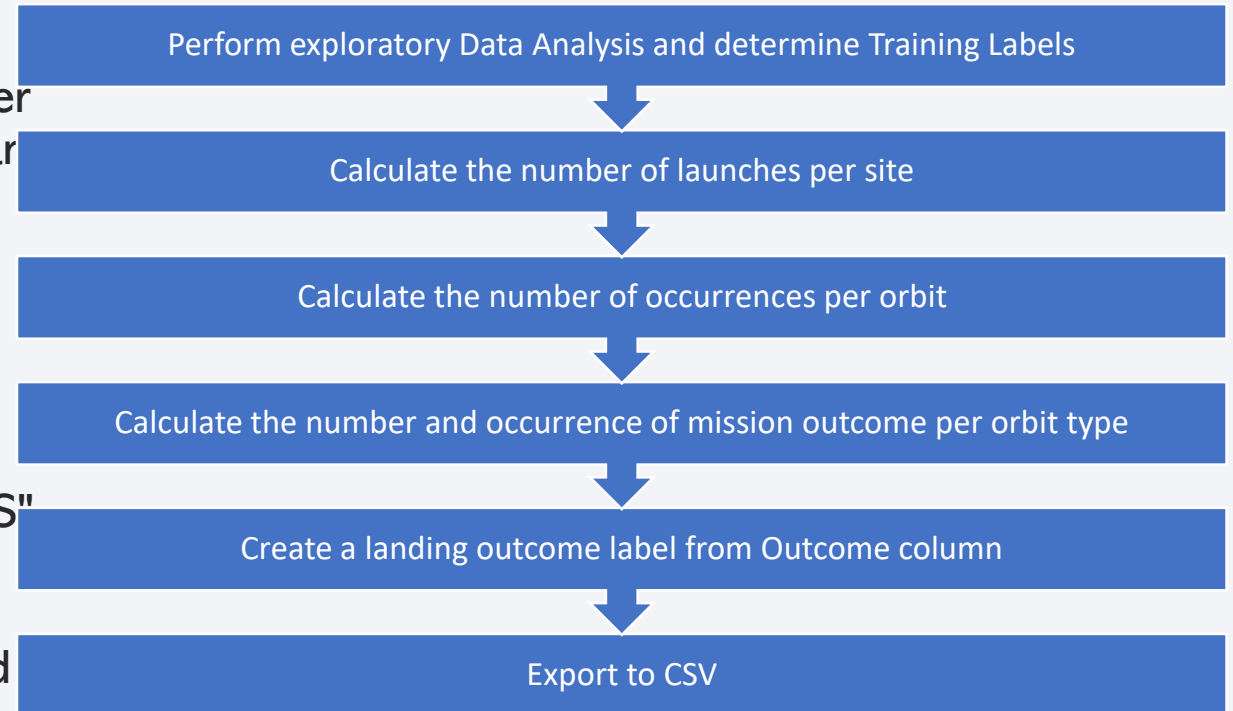 Perform exploratory Data Analysis and determine Training Labels
Calculate the number of launches per site
Calculate the number of occurrences per orbit
Calculate the number and occurrence of mission outcome per orbit type
Create a landing outcome label from Outcome column
Export to CSV